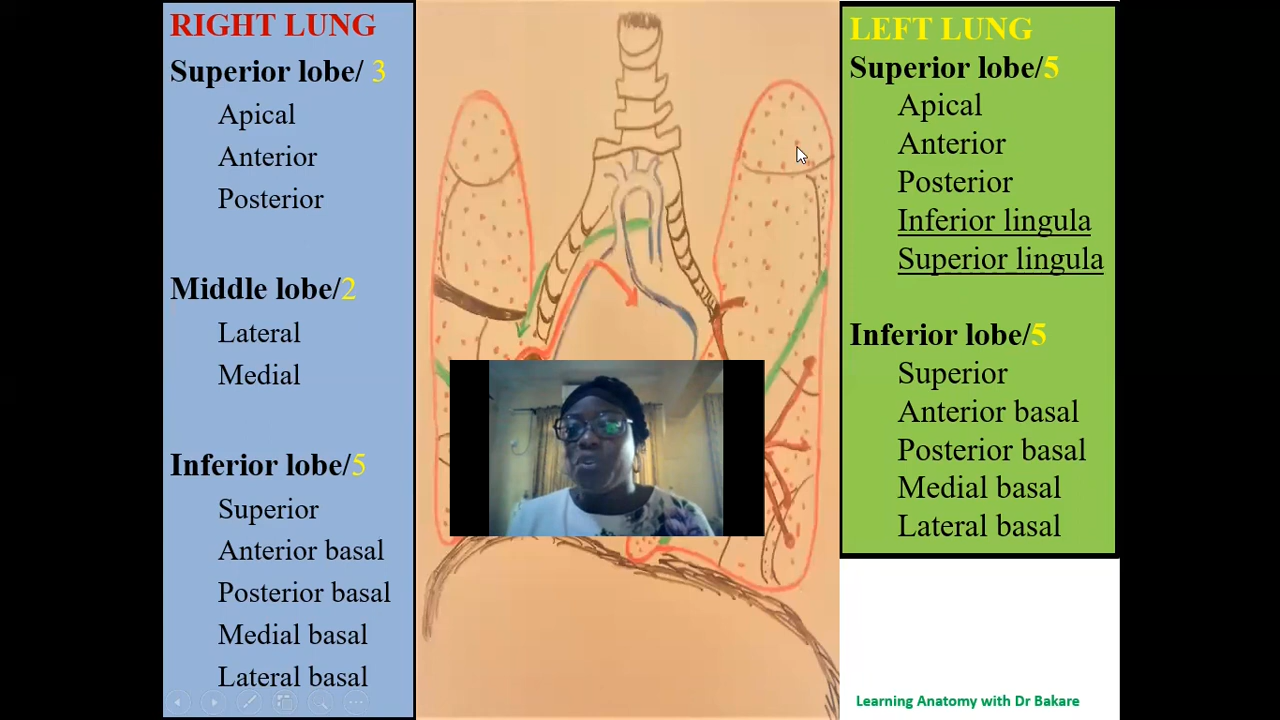 RIGHT LUNG
Superior lobe/ 3
Apical
Anterior
Posterior
Middle lobe/2
Lateral
Medial
Inferior lobe/5
Superior
Anterior basal
Posterior basal
Medial basal
Lateral basal
LEFT LUNG
Superior lobe/5
Apical
Anterior
Posterior
Inferior lingula
Superior lingula
Inferior lobe/5
Superior
Anterior basal
Posterior basal
Medial basal
Lateral basal
Learning Anatomy with Dr Bakare